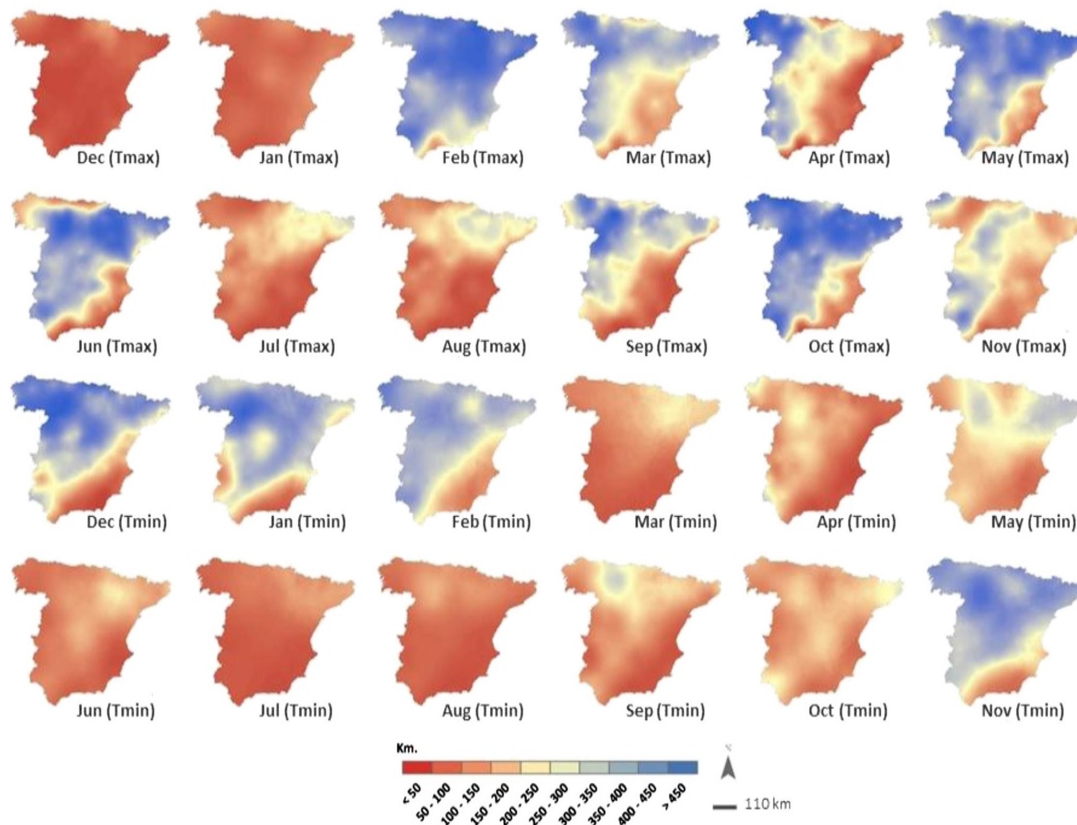 Dec (Tmax) Jan (Tmax) Feb (Tmax) Mar (Tmax) Apr (Tmax) May (Tmax)
Jun (Tmax) Jul (Tmax) Aug (Tmax) Sep (Tmax) Oct (Tmax) Nov (Tmax)
Dec (Tmin) Jan (Tmin) Feb (Tmin) Mar (Tmin) Apr (Tmin) May (Tmin)
Jun (Tmin) Jul (Tmin) Aug (Tmin) Sep (Tmin) Oct (Tmin) Nov (Tmin)
Km.
< 50 50 - 100 100 - 150 150 - 200 200 - 250 250 - 300 300 - 350 350 - 400 400 - 450 > 450
110 km